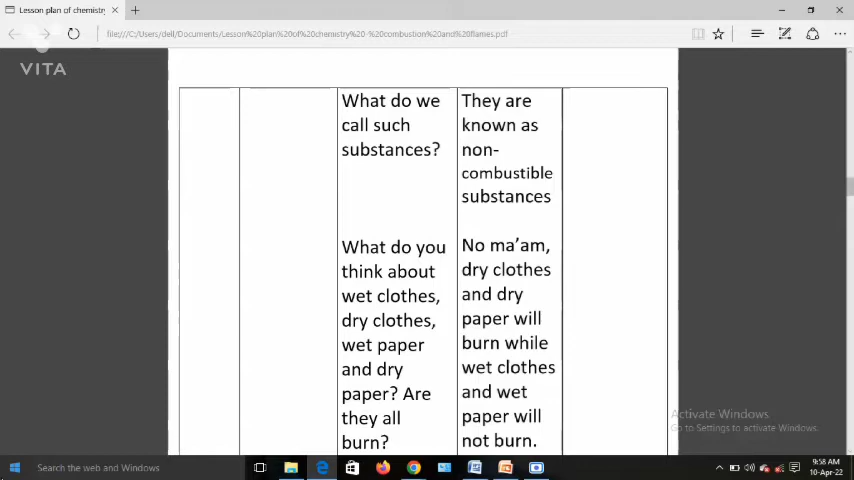 Lesson plan of chemistry
file:///C:/Users/dell/Documents/Lesson%20plan%20of%20chemistry%20-%20combustion%20and%20flames.pdf
VITA
What do we
call such
substances?
They are
known as
non-
combustible
substances
What do you
think about
wet clothes,
dry clothes,
wet paper
and dry
paper? Are
they all
burn?
No ma’am,
dry clothes
and dry
paper will
burn while
wet clothes
and wet
paper will
not burn.
Activate Windows
Go to Settings to activate Windows.
Search the web and Windows
9:58 AM
10-Apr-22